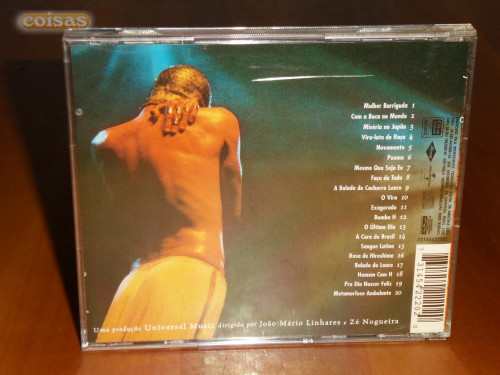 coisas
Mulher Barriguda 1
Com a Boca no Mundo 2
Miséria no Japão 3
Vira-lata de Raça 4
Novamente 5
Poema 6
Mesmo Que Seja Eu 7
Faço de Tudo 8
A Balada do Cachorro Louco 9
O Vira 10
Exagerado 11
Bomba H 12
O Último Dia 13
A Cara do Brasil 14
Sangue Latino 15
Rosa de Hiroshima 16
Balada do Louco 17
Homem Com H 18
Pro Dia Nascer Feliz 19
Metamorfose Ambulante 20
Uma produção Universal Music dirigida por João Mário Linhares e Zé Nogueira